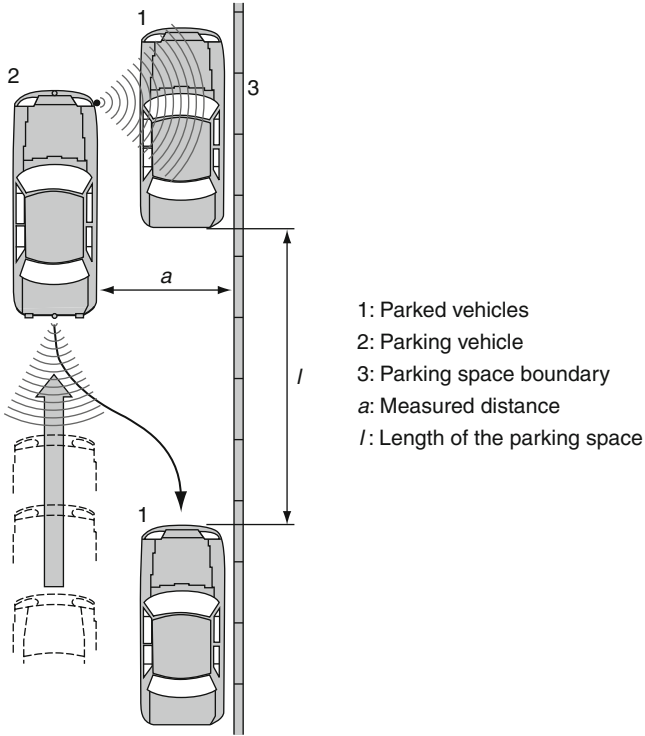 1
2
3
a
l
1
1: Parked vehicles
2: Parking vehicle
3: Parking space boundary
a: Measured distance
l: Length of the parking space